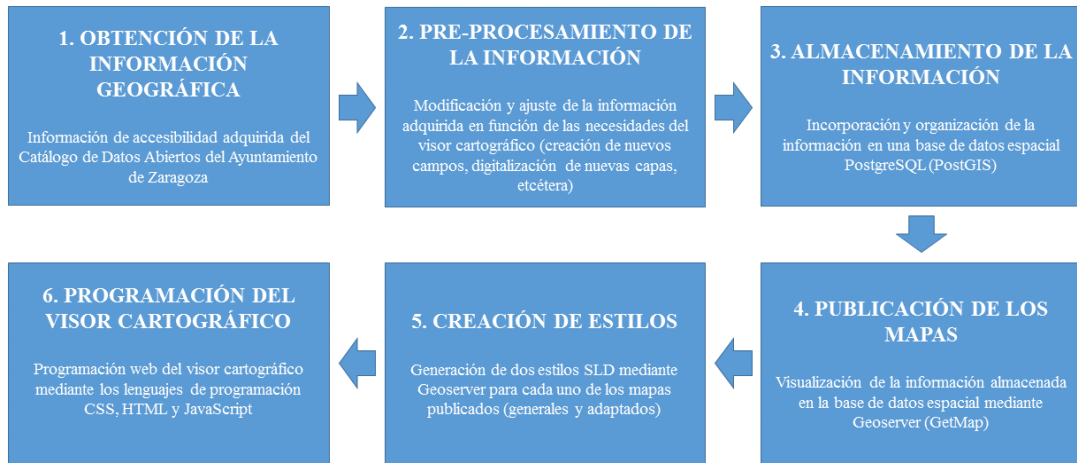 1. OBTENCIÓN DE LA
INFORMACIÓN
GEOGRÁFICA
Información de accesibilidad adquirida del
Catálogo de Datos Abiertos del Ayuntamiento
de Zaragoza
2. PRE-PROCESAMIENTO DE
LA INFORMACIÓN
Modificación y ajuste de la información
adquirida en función de las necesidades del
visor cartográfico (creación de nuevos
campos, digitalización de nuevas capas,
etcétera)
3. ALMACENAMIENTO DE LA
INFORMACIÓN
Incorporación y organización de la
información en una base de datos espacial
PostgreSQL (PostGIS)
4. PUBLICACIÓN DE LOS
MAPAS
Visualización de la información almacenada
en la base de datos espacial mediante
Geoserver (GetMap)
5. CREACIÓN DE ESTILOS
Generación de dos estilos SLD mediante
Geoserver para cada uno de los mapas
publicados (generales y adaptados)
6. PROGRAMACIÓN DEL
VISOR CARTOGRÁFICO
Programación web del visor cartográfico
mediante los lenguajes de programación
CSS, HTML y JavaScript